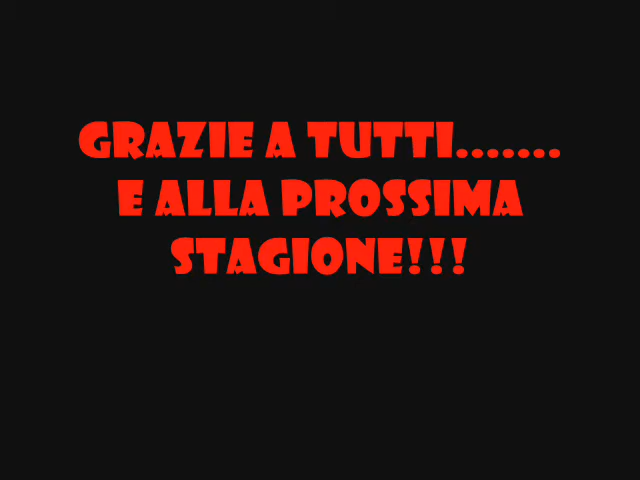 GRAZIE A TUTTI.......
E ALLA PROSSIMA
STAGIONE!!!